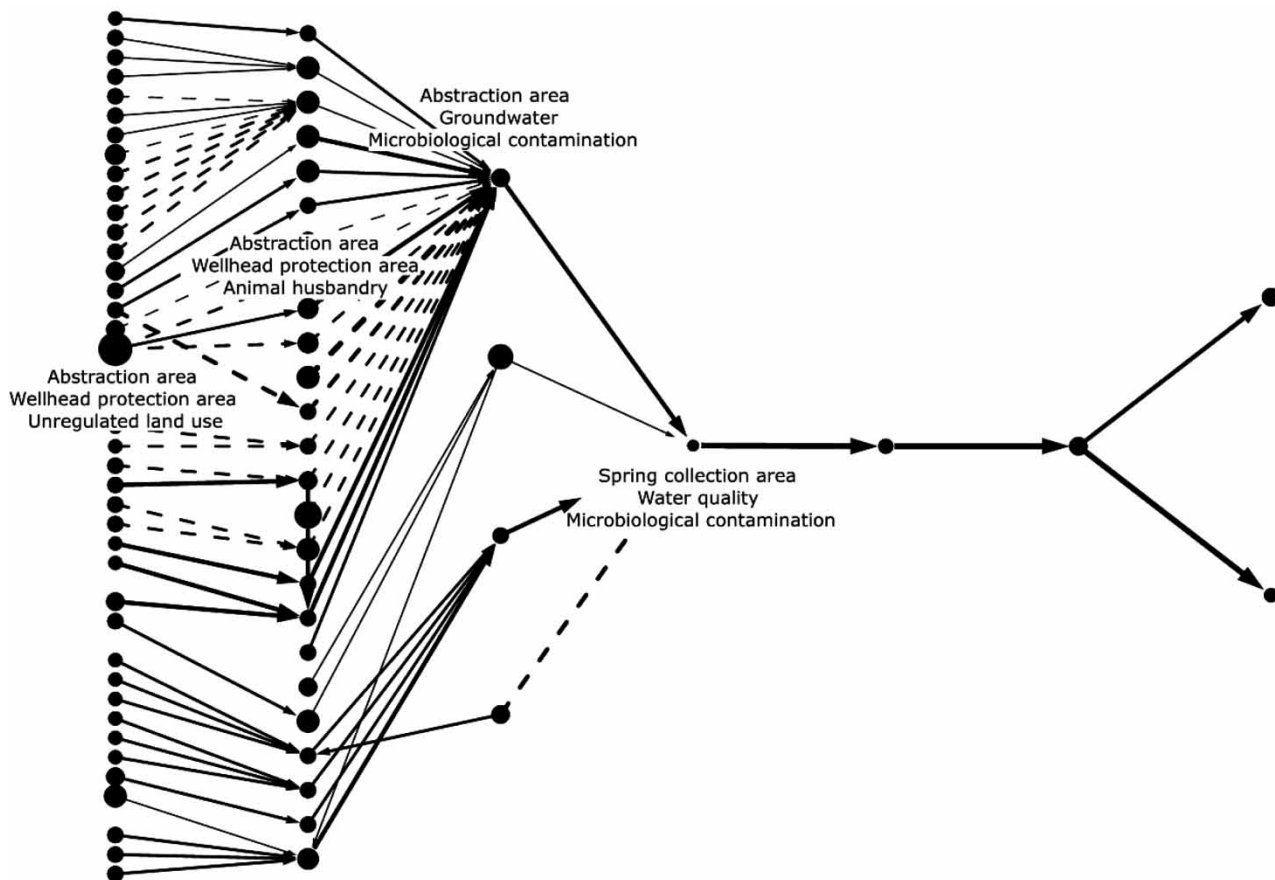 Abstraction area
Groundwater
Microbiological contamination
Abstraction area
Wellhead protection area
Animal husbandry
Abstraction area
Wellhead protection area
Unregulated land use
Spring collection area
Water quality
Microbiological contamination